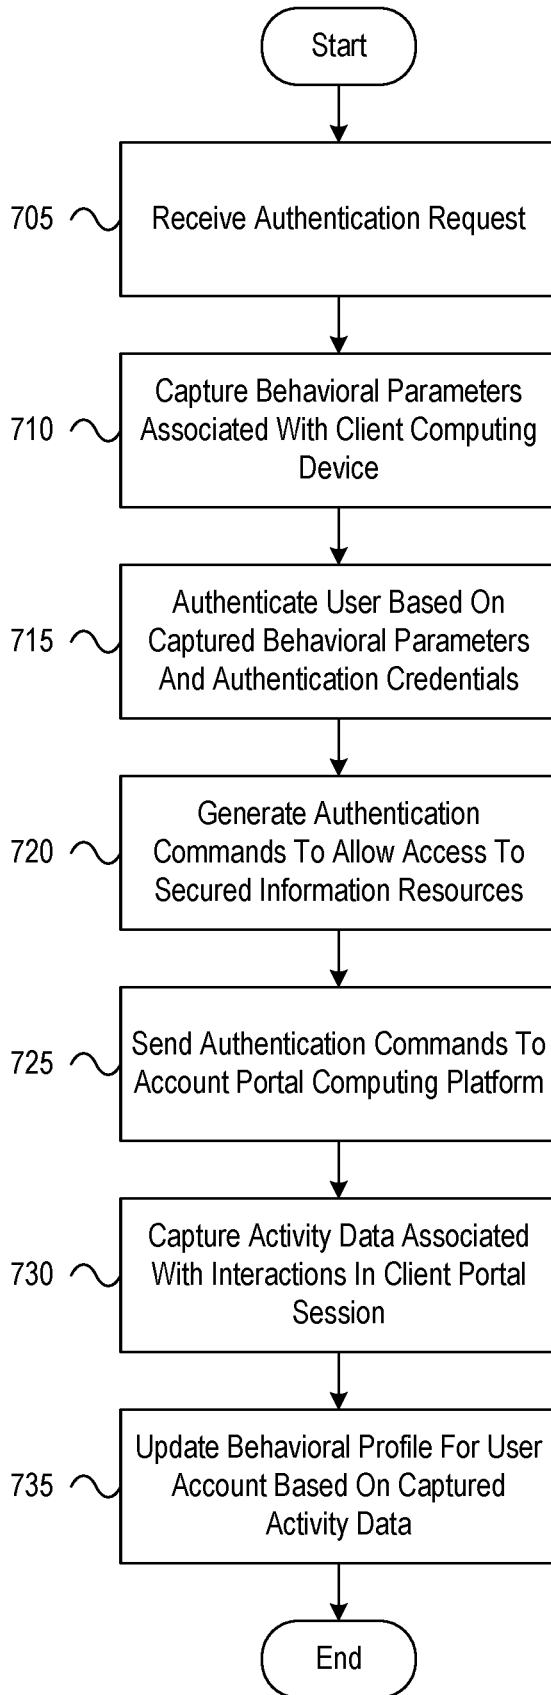 Start
705
Receive Authentication Request
710
Capture Behavioral Parameters
Associated With Client Computing
Device
715
Authenticate User Based On
Captured Behavioral Parameters
And Authentication Credentials
720
Generate Authentication
Commands To Allow Access To
Secured Information Resources
725
Send Authentication Commands To
Account Portal Computing Platform
730
Capture Activity Data Associated
With Interactions In Client Portal
Session
735
Update Behavioral Profile For User
Account Based On Captured
Activity Data
End